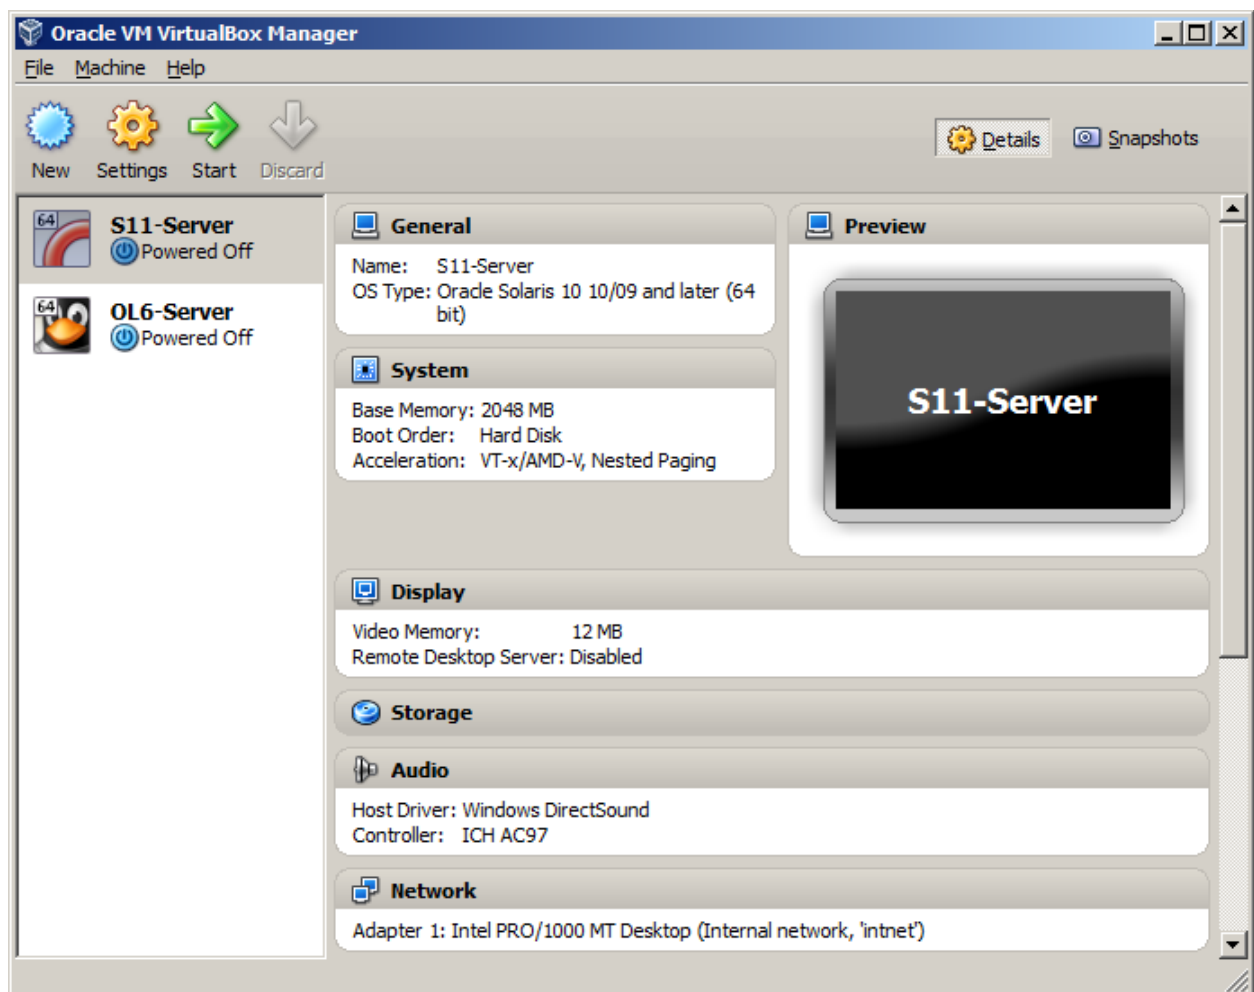 Oracle VM VirtualBox Manager
File Machine Help
New Settings Start Discard
Details Snapshots
64
S11-Server
Powered Off
64
OL6-Server
Powered Off
General
Name: S11-Server
OS Type: Oracle Solaris 10 10/09 and later (64
bit)
System
Base Memory: 2048 MB
Boot Order: Hard Disk
Acceleration: VT-x/AMD-V, Nested Paging
Preview
S11-Server
Display
Video Memory: 12 MB
Remote Desktop Server: Disabled
Storage
Audio
Host Driver: Windows DirectSound
Controller: ICH AC97
Network
Adapter 1: Intel PRO/1000 MT Desktop (Internal network, 'intnet')